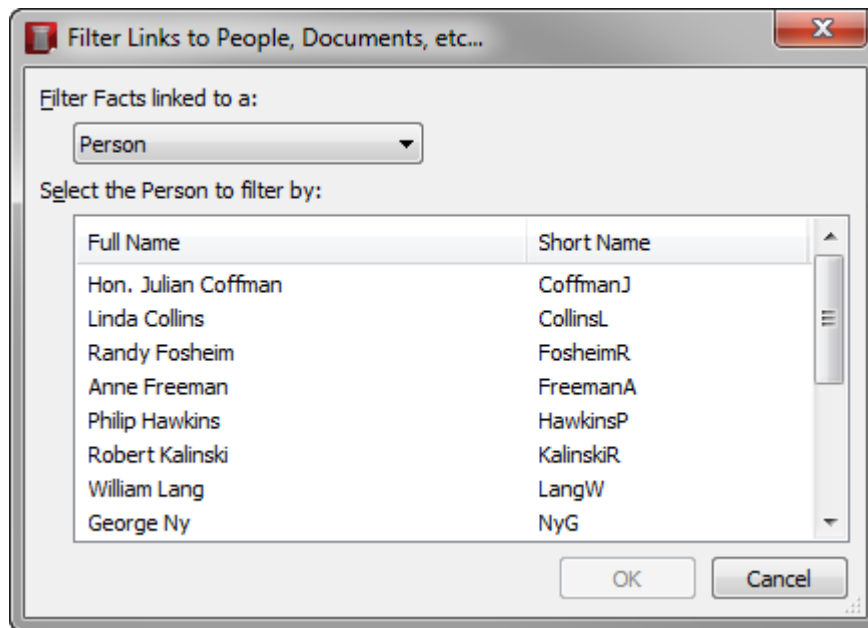 Filter Links to People, Documents, etc...
Filter Facts linked to a:
Person
Select the Person to filter by:
Full Name Short Name
Hon. Julian Coffman CoffmanJ
Linda Collins CollinsL
Randy Fosheim FosheimR
Anne Freeman FreemanA
Philip Hawkins HawkinsP
Robert Kalinski KalinskiR
William Lang LangW
George Ny NyG
OK Cancel